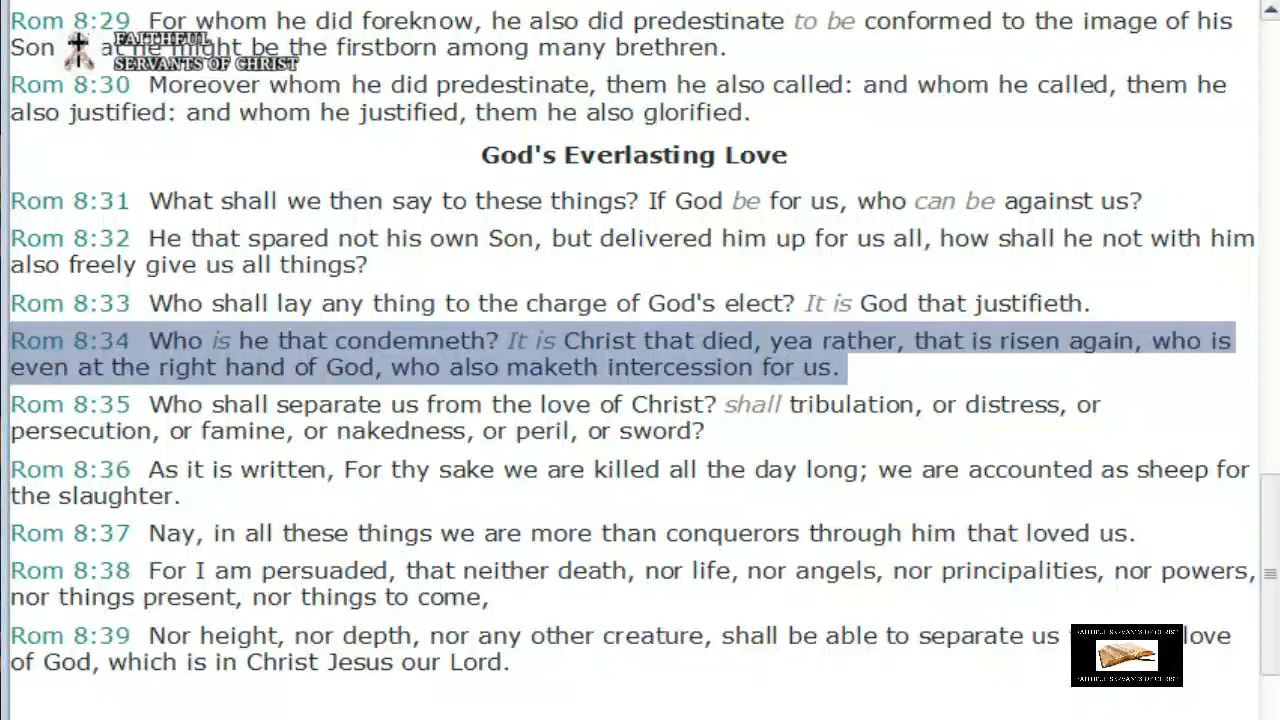 Rom 8:29 For whom he did foreknow, he also did predestinate to be conformed to the image of his
Son at he might be the firstborn among many brethren.
FAITHFUL
SERVANTS OF CHRIST
Rom 8:30 Moreover whom he did predestinate, them he also called: and whom he called, them he
also justified: and whom he justified, them he also glorified.
God's Everlasting Love
Rom 8:31 What shall we then say to these things? If God be for us, who can be against us?
Rom 8:32 He that spared not his own Son, but delivered him up for us all, how shall he not with him
also freely give us all things?
Rom 8:33 Who shall lay any thing to the charge of God's elect? It is God that justifieth.
Rom 8:34 Who is he that condemneth? It is Christ that died, yea rather, that is risen again, who is
even at the right hand of God, who also maketh intercession for us.
Rom 8:35 Who shall separate us from the love of Christ? shall tribulation, or distress, or
persecution, or famine, or nakedness, or peril, or sword?
Rom 8:36 As it is written, For thy sake we are killed all the day long; we are accounted as sheep for
the slaughter.
Rom 8:37 Nay, in all these things we are more than conquerors through him that loved us.
Rom 8:38 For I am persuaded, that neither death, nor life, nor angels, nor principalities, nor powers,
nor things present, nor things to come,
Rom 8:39 Nor height, nor depth, nor any other creature, shall be able to separate us love
of God, which is in Christ Jesus our Lord.
FAITHFUL SERVANTS OF CHRIST
FAITHFUL SERVANTS OF CHRIST